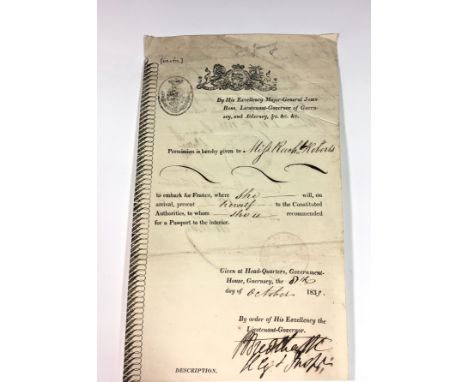 By His Excellency Major-General James
Ross, Lieutenant-Governor of Guern-
sey, and Alderney, &c. &c. &c.
Permission is hereby given to Miss Roberts
to embark for France, where she will, on
arrival, present herself to the Constituted
Authorities, to whom she is recommended
for a Passport to the interior.
Given at Head-Quarters, Government-
House, Guernsey, the 8th
day of October 183
By order of His Excellency the
Lieutenant-Governor.
DESCRIPTION.